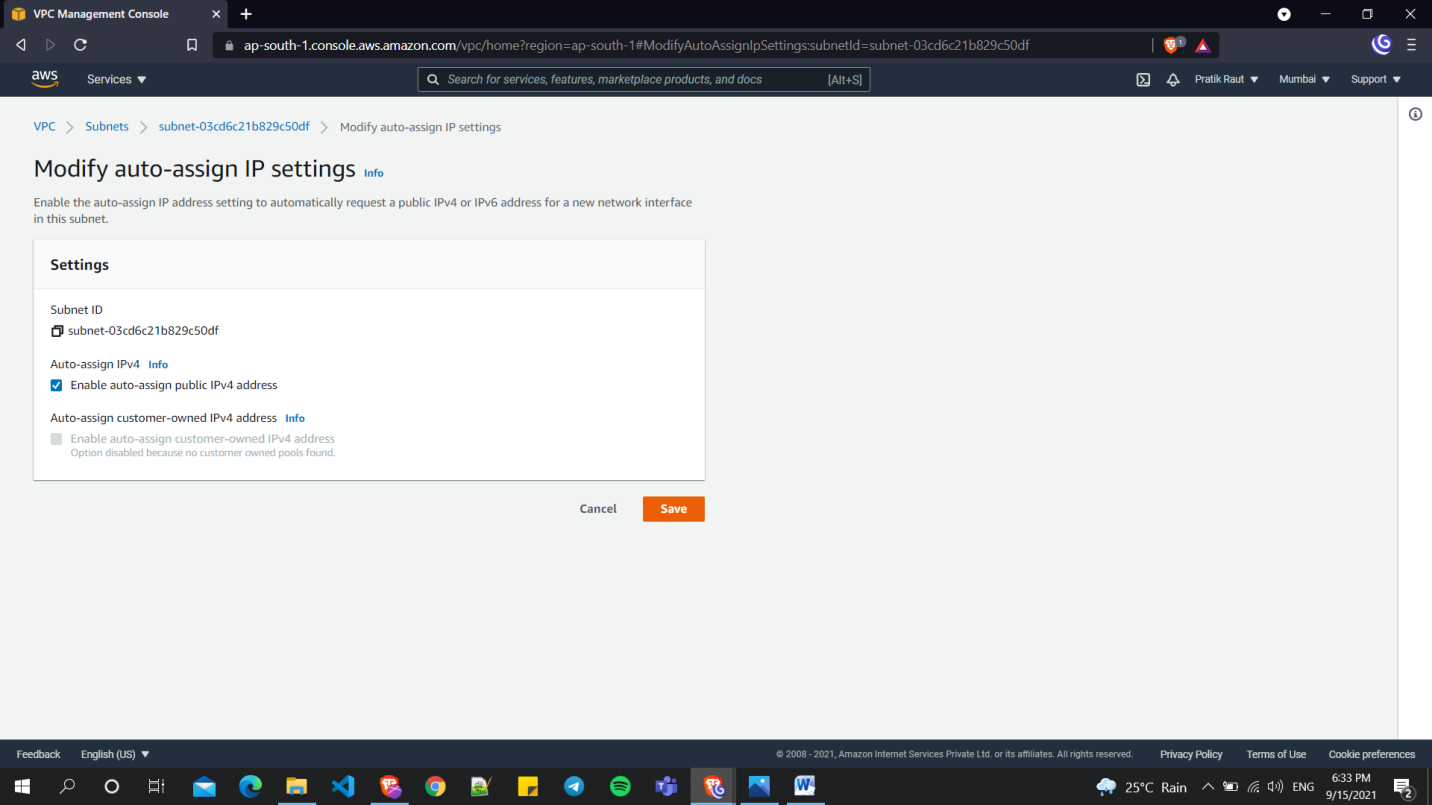 VPC Management Console
ap-south-1.console.aws.amazon.com/vpc/home?region=ap-south-1#ModifyAutoAssignIpSettings:subnetId=subnet-03cd6c21b829c50df
1
aws
Services
Search for services, features, marketplace products, and docs
[Alt+S]
Pratik Raut
Mumbai
Support
VPC
Subnets
subnet-03cd6c21b829c50df
Modify auto-assign IP settings
Modify auto-assign IP settings Info
Enable the auto-assign IP address setting to automatically request a public IPv4 or IPv6 address for a new network interface
in this subnet.
Settings
Subnet ID
subnet-03cd6c21b829c50df
Auto-assign IPv4 Info
Enable auto-assign public IPv4 address
Auto-assign customer-owned IPv4 address Info
Enable auto-assign customer-owned IPv4 address
Option disabled because no customer owned pools found.
Cancel
Save
Feedback
English (US)
© 2008 - 2021, Amazon Internet Services Private Ltd. or its affiliates. All rights reserved.
Privacy Policy
Terms of Use
Cookie preferences
25°C Rain
ENG
6:33 PM
9/15/2021
2